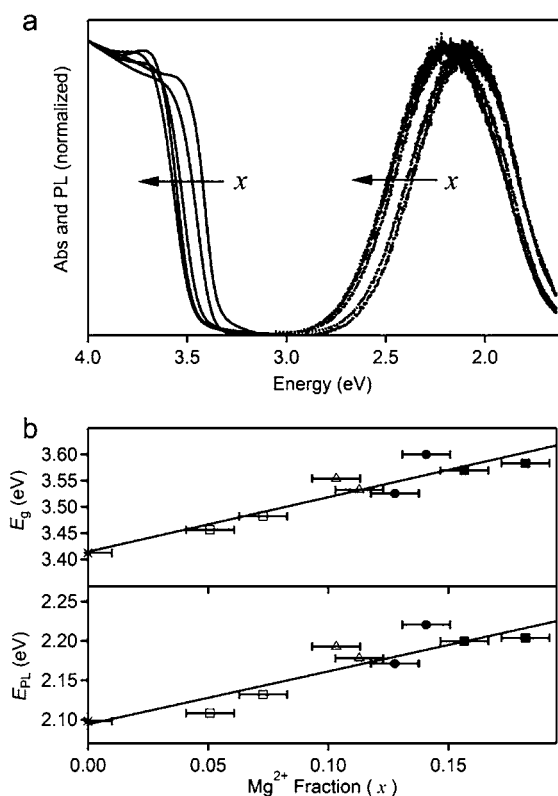 a
Abs and PL (normalized)
x
x
4.0 3.5 3.0 2.5 2.0
Energy (eV)
b
E_g (eV)
3.60
3.55
3.50
3.45
3.40
E_PL (eV)
2.25
2.20
2.15
2.10
0.00 0.05 0.10 0.15
Mg²⁺ Fraction (x)